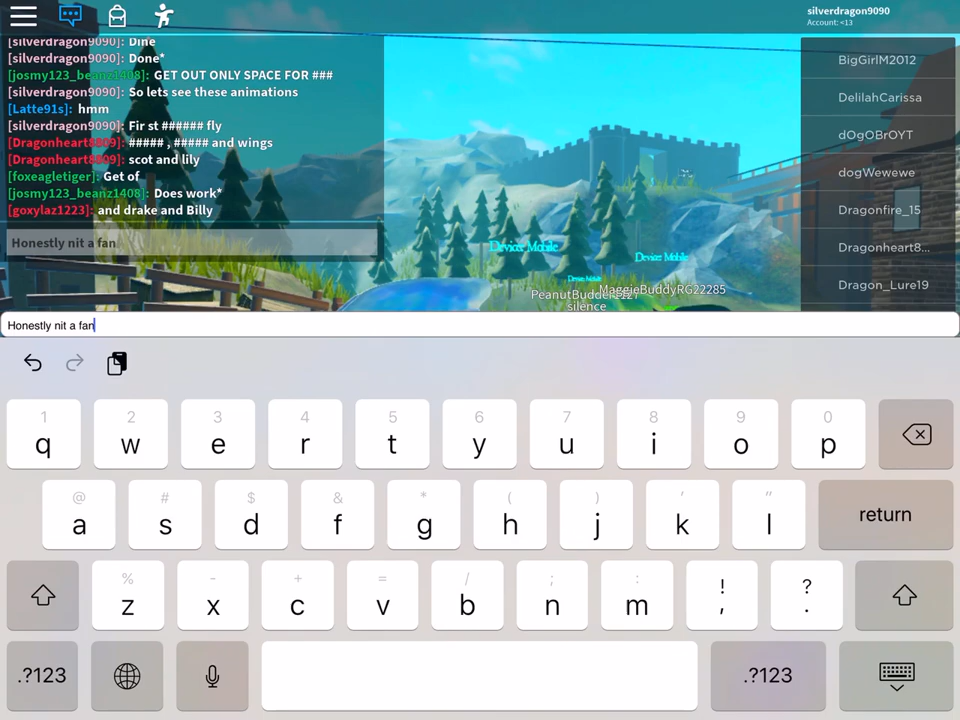 silverdragon9090
Account: <13
[silverdragon9090]: Dine
[silverdragon9090]: Done*
[josmy123_beanz1408]: GET OUT ONLY SPACE FOR ###
[silverdragon9090]: So lets see these animations
[Latte91s]: hmm
[silverdragon9090]: Fir st ###### fly
[Dragonheart8809]: ##### , ##### and wings
[Dragonheart8809]: scot and lily
[foxeagletiger]: Get of
[josmy123_beanz1408]: Does work*
[goxylaz1223]: and drake and Billy
Honestly nit a fan
BigGirlM2012
DelilahCarissa
dOgOBrOYT
dogWewewe
Dragonfire_15
Dragonheart8...
Dragon_Lure19
Device: Mobile
Device: Mobile
Device: Mobile
MaggieBuddyRG22285
silence
Honestly nit a fan
1 2 3 4 5 6 7 8 9 0
q w e r t y u i o p
@ # $ & * ( ) ' "
a s d f g h j k l return
% - + = / ; : ! ?
z x c v b n m , .
.?123 .?123